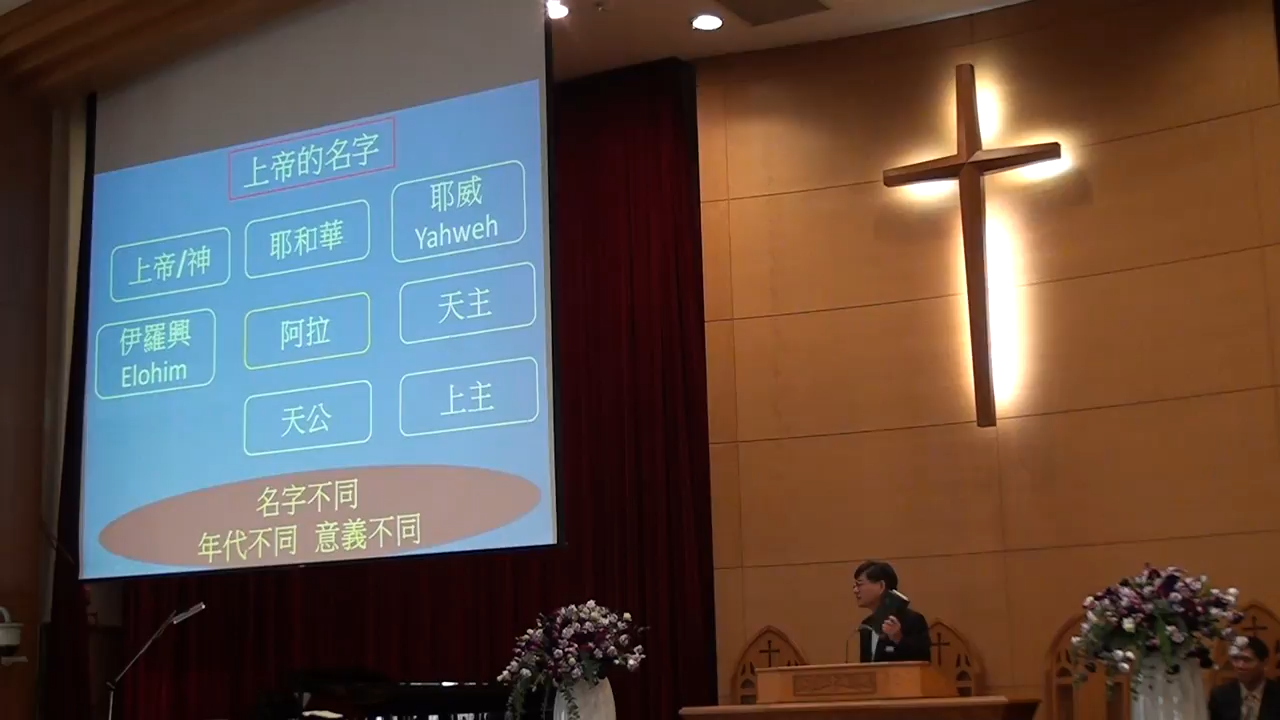 上帝的名字
上帝/神
耶和華
耶威
Yahweh
伊羅興
Elohim
阿拉
天主
天公
上主
名字不同
年代不同 意義不同